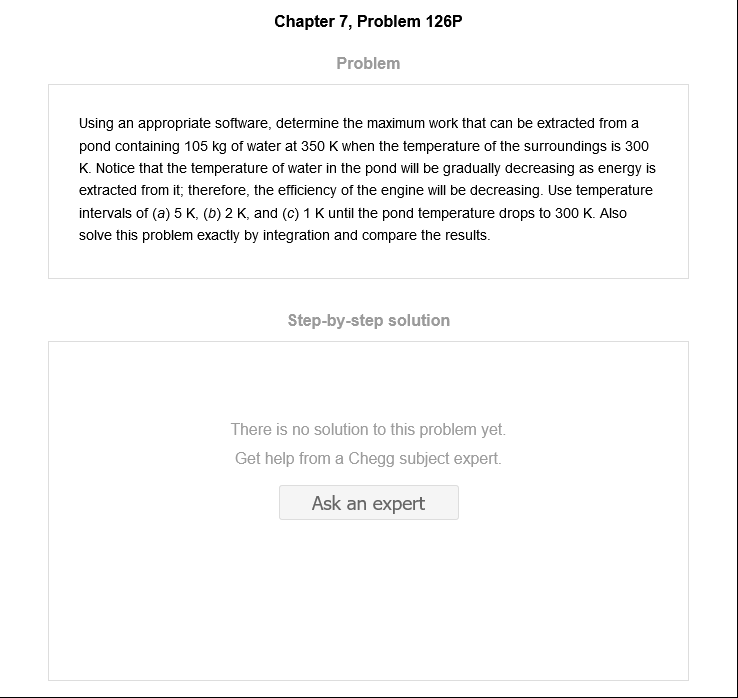 Chapter 7, Problem 126P
Problem
Using an appropriate software, determine the maximum work that can be extracted from a
pond containing 105 kg of water at 350 K when the temperature of the surroundings is 300
K. Notice that the temperature of water in the pond will be gradually decreasing as energy is
extracted from it; therefore, the efficiency of the engine will be decreasing. Use temperature
intervals of (a) 5 K, (b) 2 K, and (c) 1 K until the pond temperature drops to 300 K. Also
solve this problem exactly by integration and compare the results.
Step-by-step solution
There is no solution to this problem yet.
Get help from a Chegg subject expert.
Ask an expert